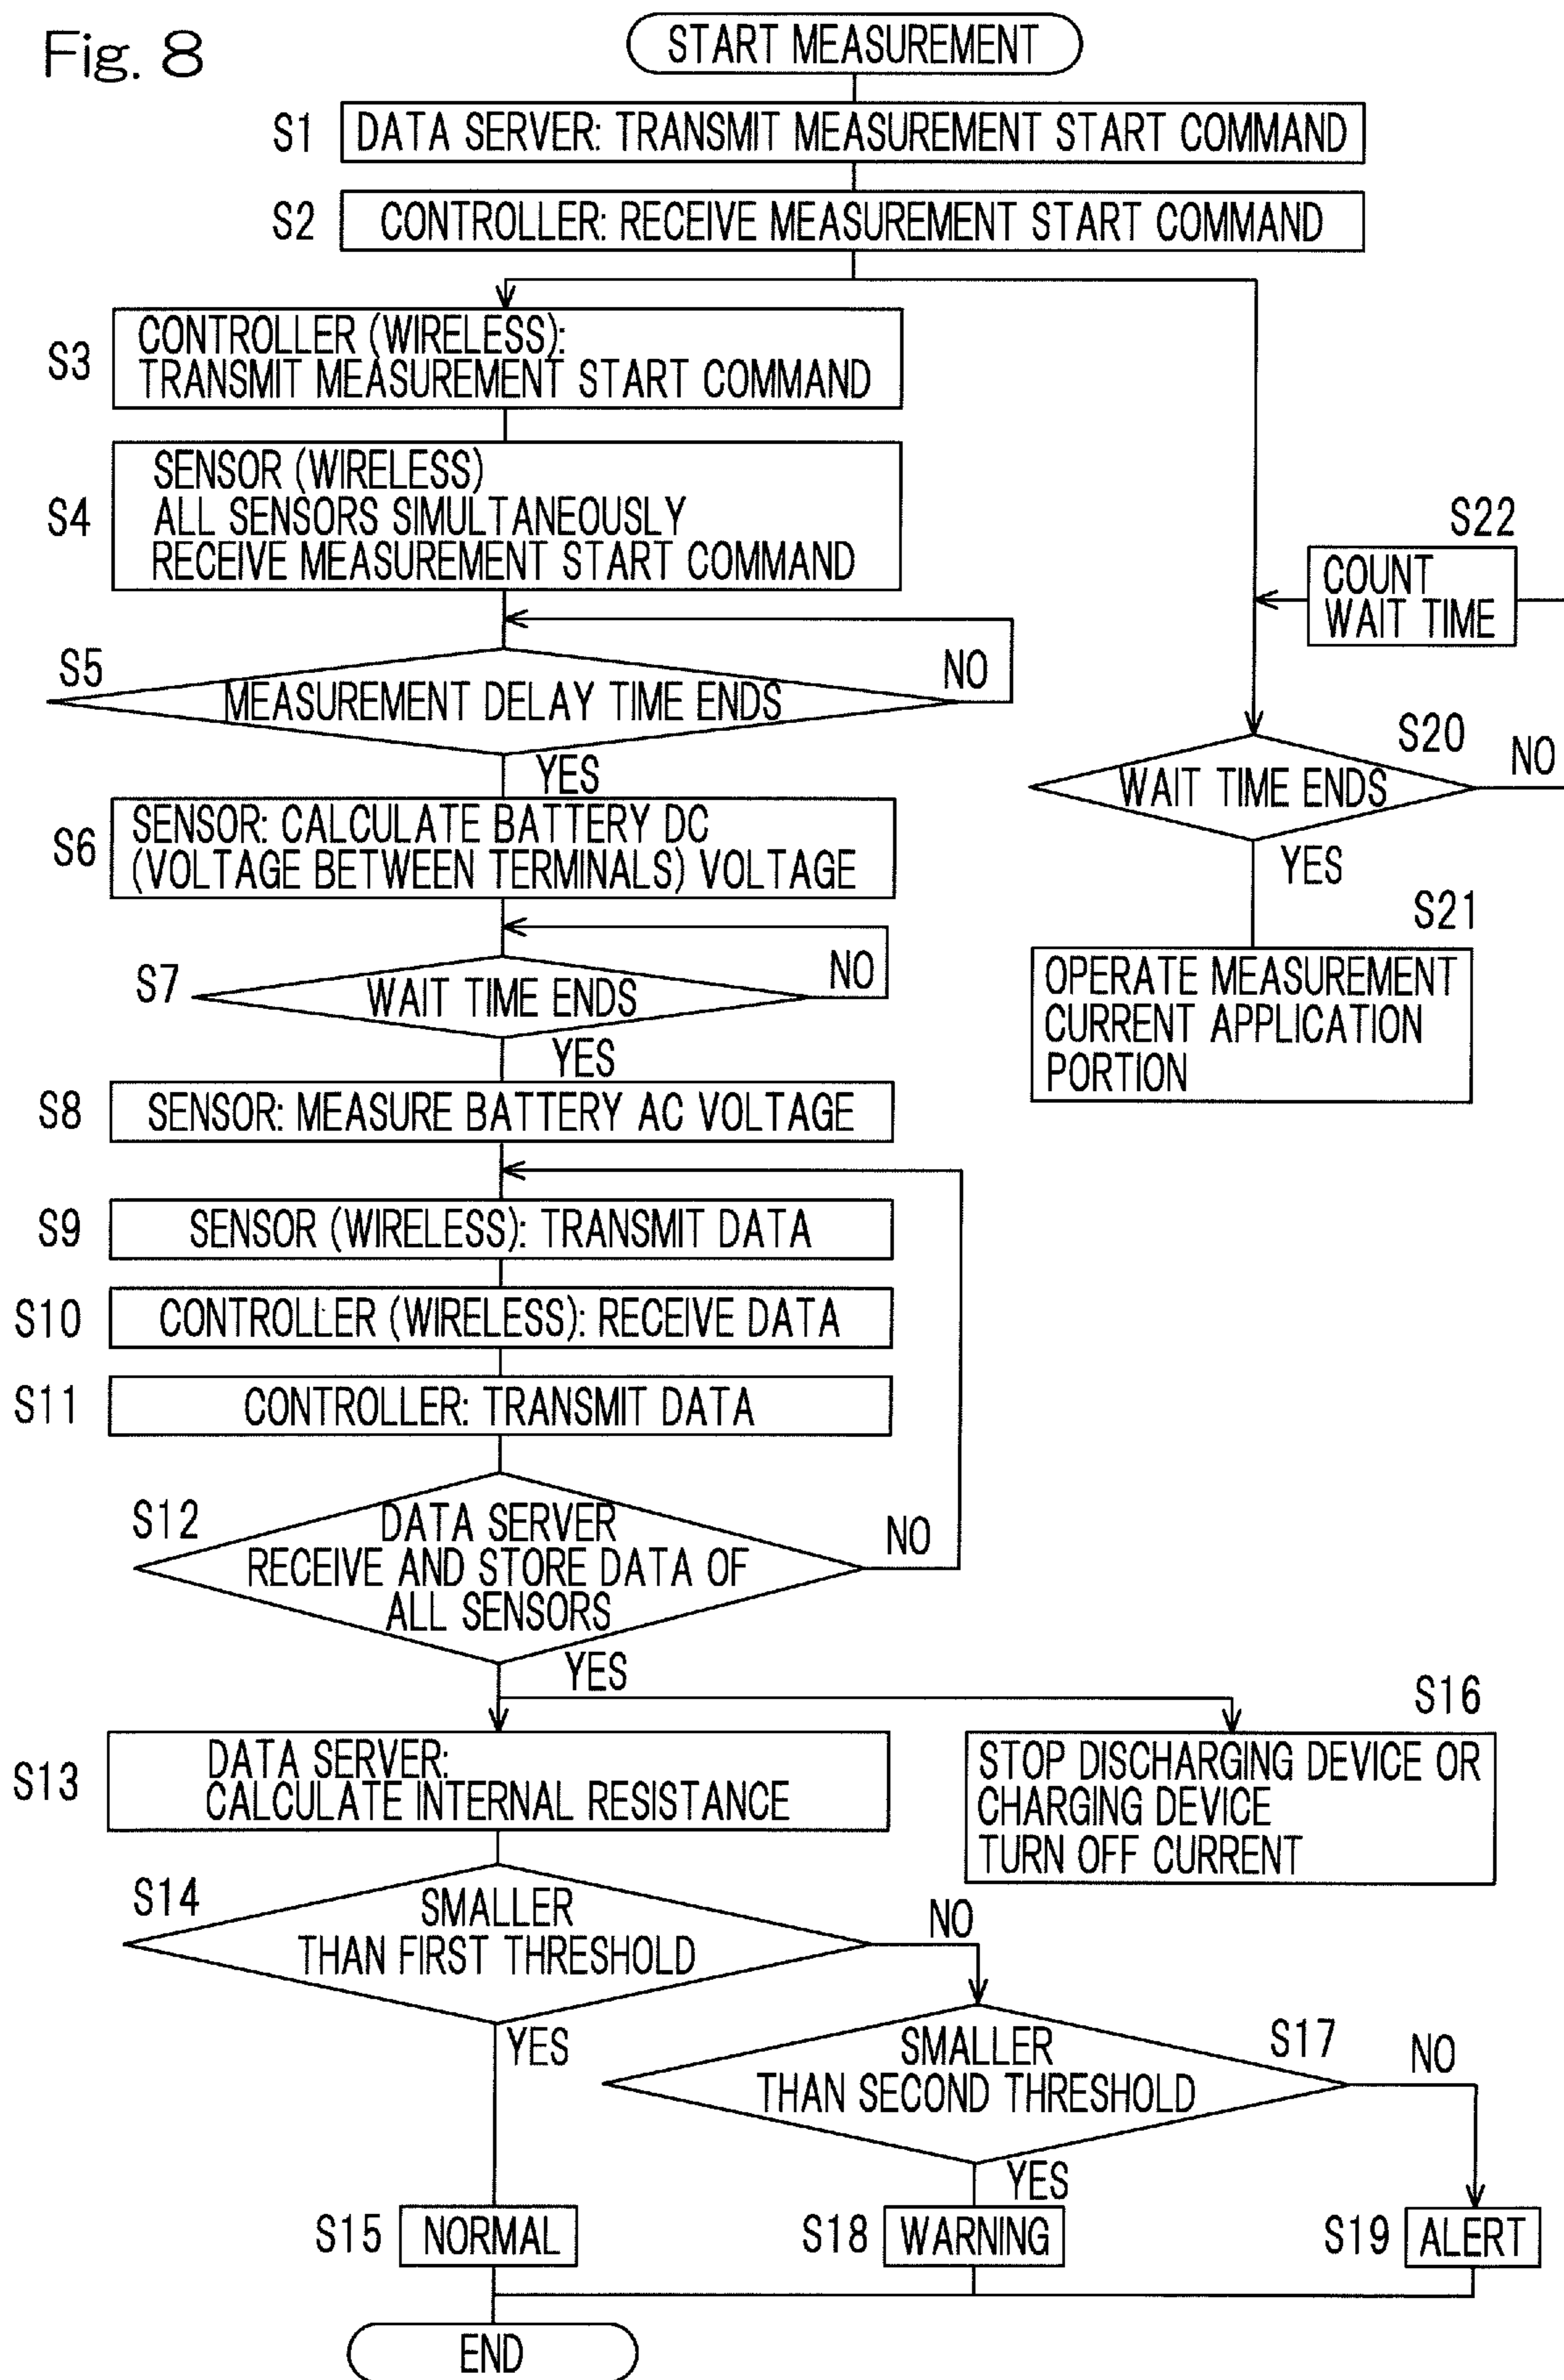 Fig. 8
START MEASUREMENT
S1
DATA SERVER: TRANSMIT MEASUREMENT START COMMAND
S2
CONTROLLER: RECEIVE MEASUREMENT START COMMAND
S3
CONTROLLER (WIRELESS):
TRANSMIT MEASUREMENT START COMMAND
S4
SENSOR (WIRELESS)
ALL SENSORS SIMULTANEOUSLY
RECEIVE MEASUREMENT START COMMAND
S22
COUNT
WAIT TIME
S5
MEASUREMENT DELAY TIME ENDS
NO
YES
S20
WAIT TIME ENDS
NO
YES
S6
SENSOR: CALCULATE BATTERY DC
(VOLTAGE BETWEEN TERMINALS) VOLTAGE
S21
OPERATE MEASUREMENT
CURRENT APPLICATION
PORTION
S7
WAIT TIME ENDS
NO
YES
S8
SENSOR: MEASURE BATTERY AC VOLTAGE
S9
SENSOR (WIRELESS): TRANSMIT DATA
S10
CONTROLLER (WIRELESS): RECEIVE DATA
S11
CONTROLLER: TRANSMIT DATA
S12
DATA SERVER
RECEIVE AND STORE DATA OF
ALL SENSORS
NO
YES
S13
DATA SERVER:
CALCULATE INTERNAL RESISTANCE
S16
STOP DISCHARGING DEVICE OR
CHARGING DEVICE
TURN OFF CURRENT
S14
SMALLER
THAN FIRST THRESHOLD
NO
YES
S17
SMALLER
THAN SECOND THRESHOLD
NO
YES
S15
NORMAL
S18
WARNING
S19
ALERT
END